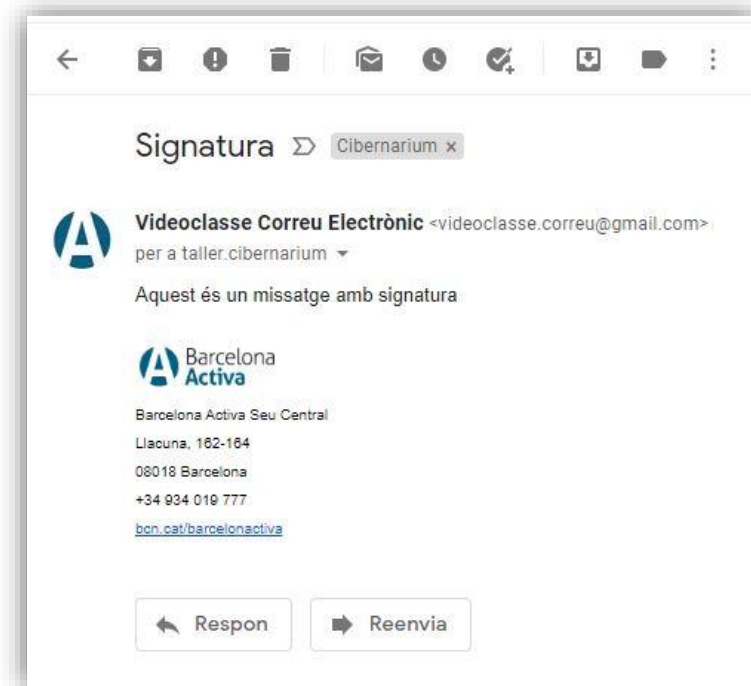 Signatura Cibernarium x
Videoclasse Correu Electrònic <videoclasse.correu@gmail.com>
per a taller.cibernarium
Aquest és un missatge amb signatura
Barcelona
Activa
Barcelona Activa Seu Central
Llacuna, 162-164
08018 Barcelona
+34 934 019 777
bcn.cat/barcelonactiva
Respon Reenvia